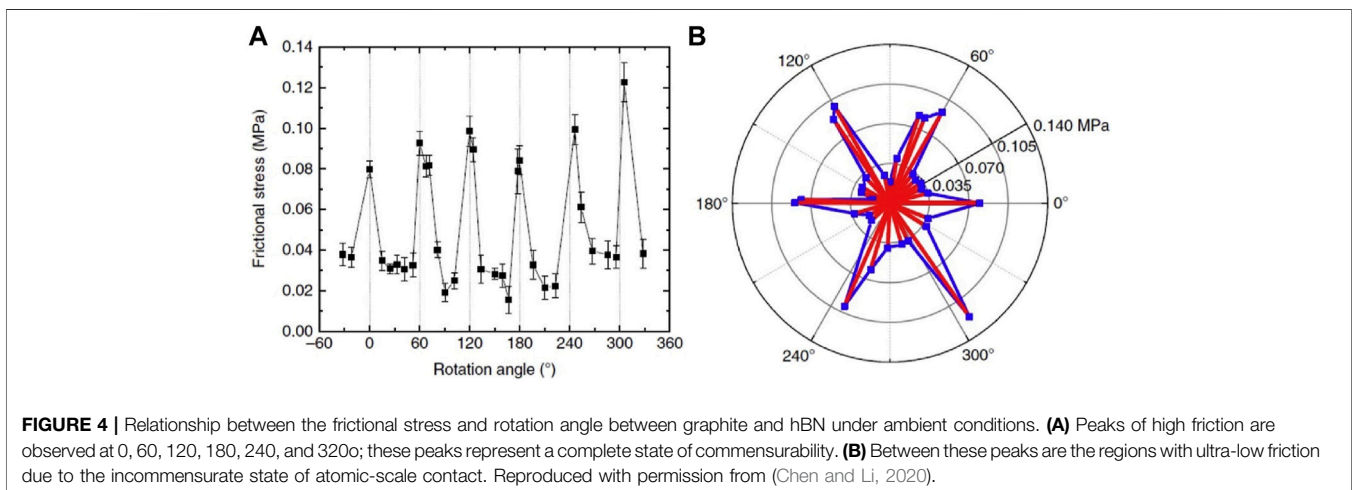 A
B
0.14
0.12
0.10
0.08
0.06
0.04
0.02
0.00
Frictional stress (MPa)
−60 0 60 120 180 240 300 360
Rotation angle (°)
120°
60°
0.140 MPa
0.105
0.070
0.035
180°
0°
240°
300°
FIGURE 4 | Relationship between the frictional stress and rotation angle between graphite and hBN under ambient conditions. (A) Peaks of high friction are
observed at 0, 60, 120, 180, 240, and 320o; these peaks represent a complete state of commensurability. (B) Between these peaks are the regions with ultra-low friction
due to the incommensurate state of atomic-scale contact. Reproduced with permission from (Chen and Li, 2020).